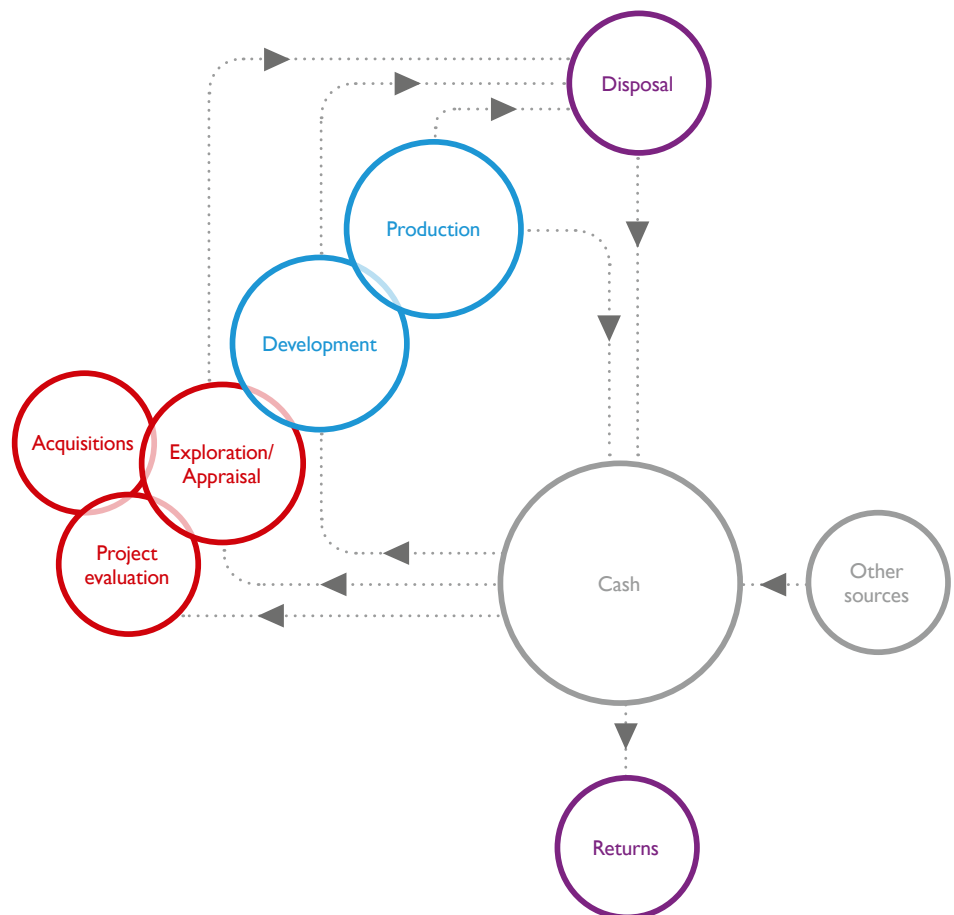 Disposal
Production
Development
Acquisitions
Exploration/
Appraisal
Project
evaluation
Cash
Other
sources
Returns